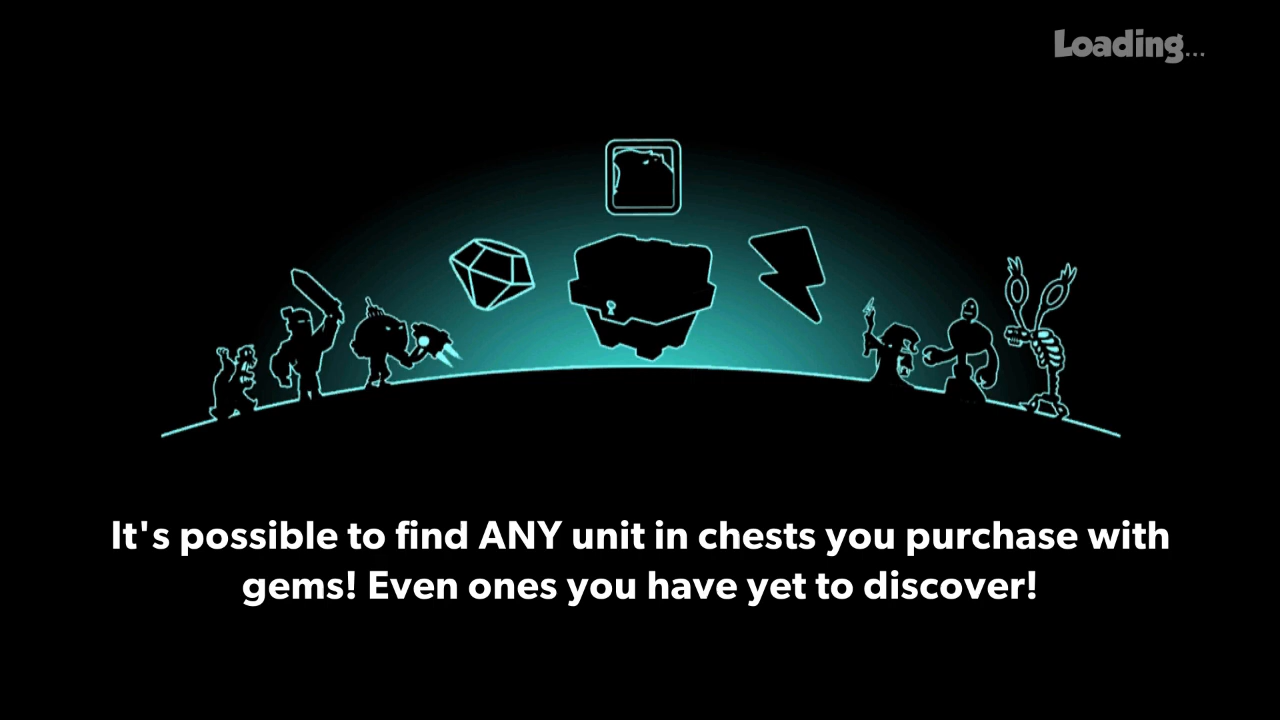 Loading...
It's possible to find ANY unit in chests you purchase with
gems! Even ones you have yet to discover!